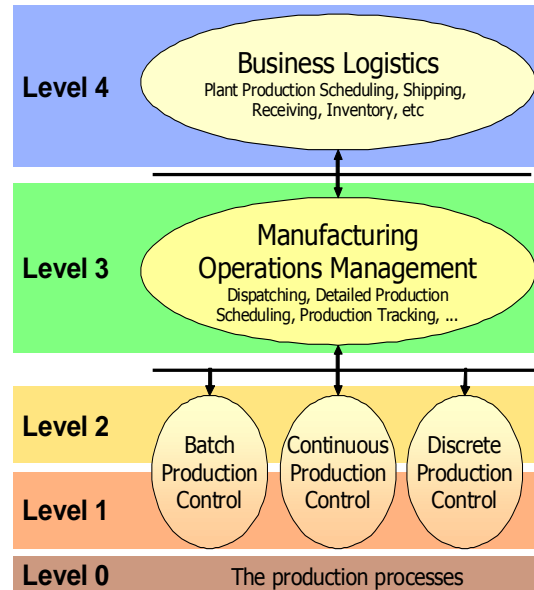 Level 4
Business Logistics
Plant Production Scheduling, Shipping,
Receiving, Inventory, etc
Level 3
Manufacturing
Operations Management
Dispatching, Detailed Production
Scheduling, Production Tracking, ...
Level 2
Level 1
Batch
Production
Control
Continuous
Production
Control
Discrete
Production
Control
Level 0
The production processes